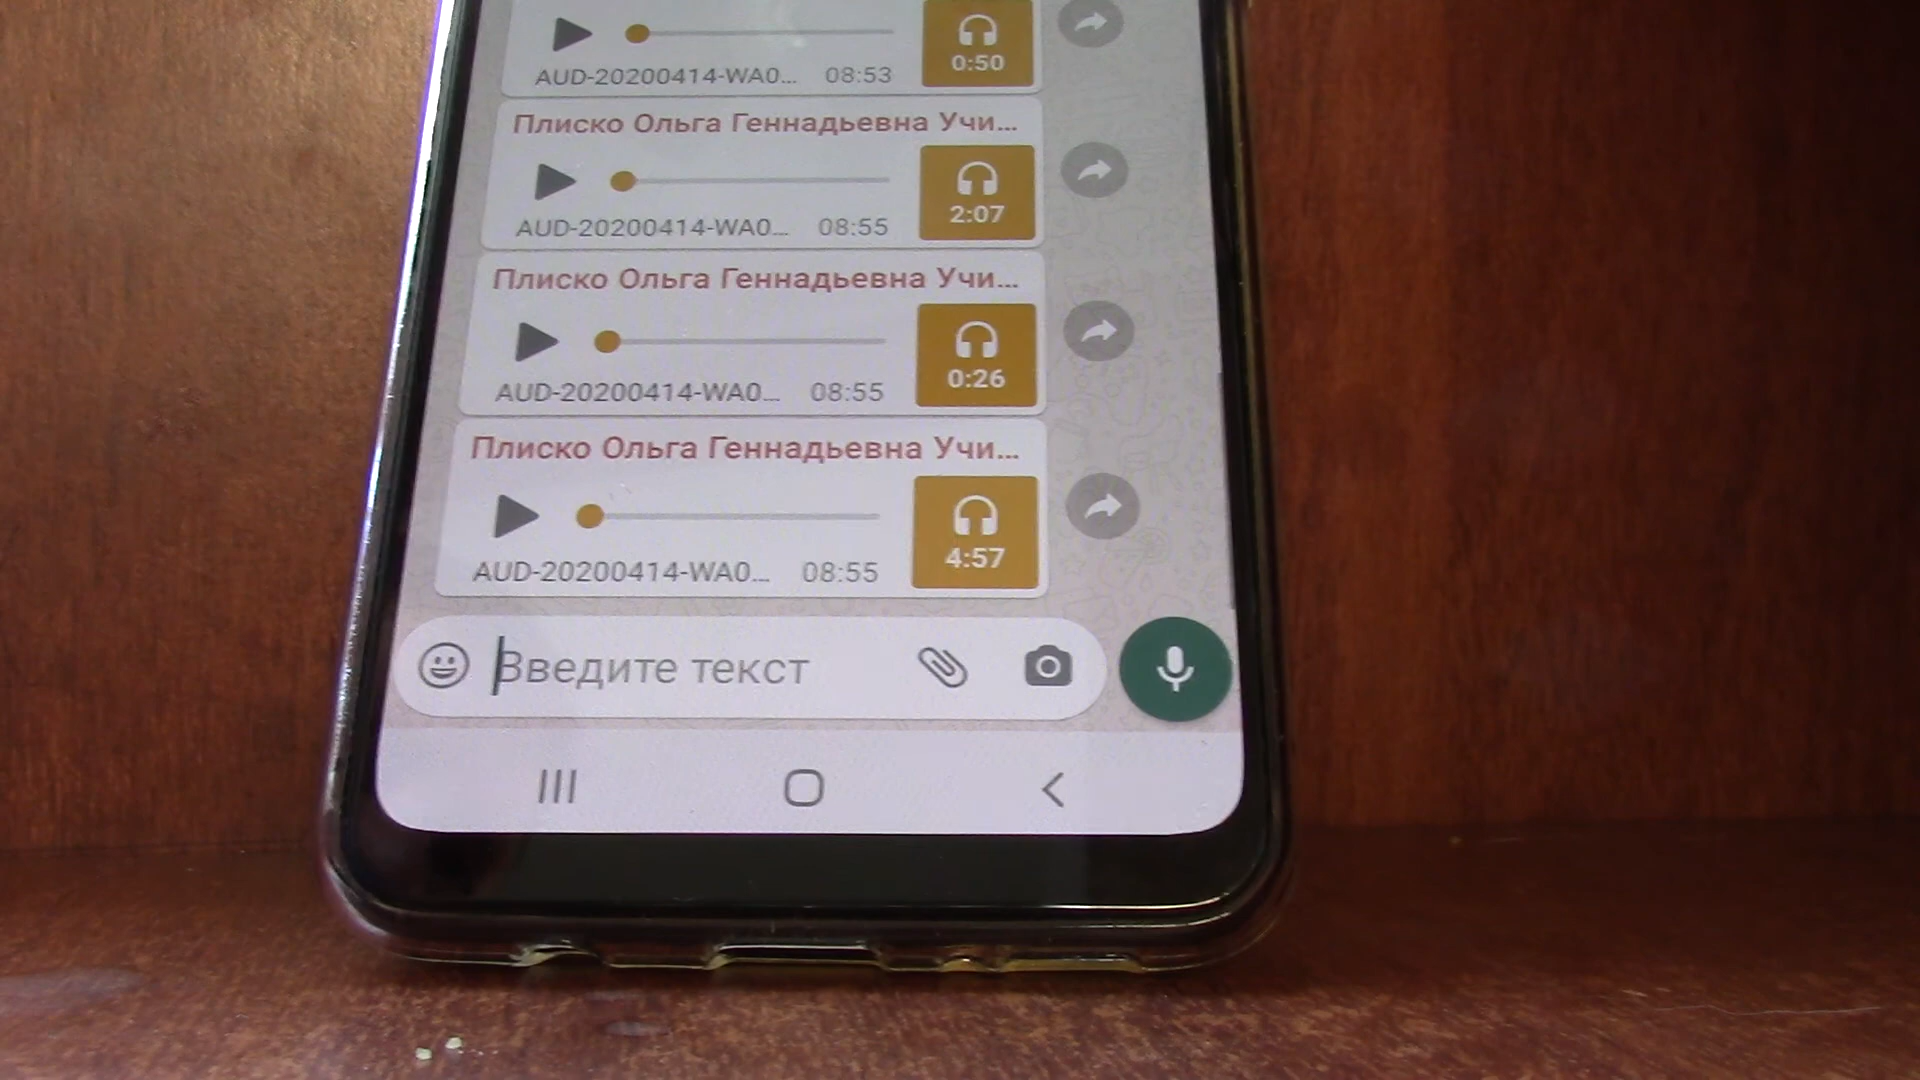 0:50
AUD-20200414-WA0... 08:53
Плиско Ольга Геннадьевна Учи...
2:07
AUD-20200414-WA0... 08:55
Плиско Ольга Геннадьевна Учи...
0:26
AUD-20200414-WA0... 08:55
Плиско Ольга Геннадьевна Учи...
4:57
AUD-20200414-WA0... 08:55
Введите текст